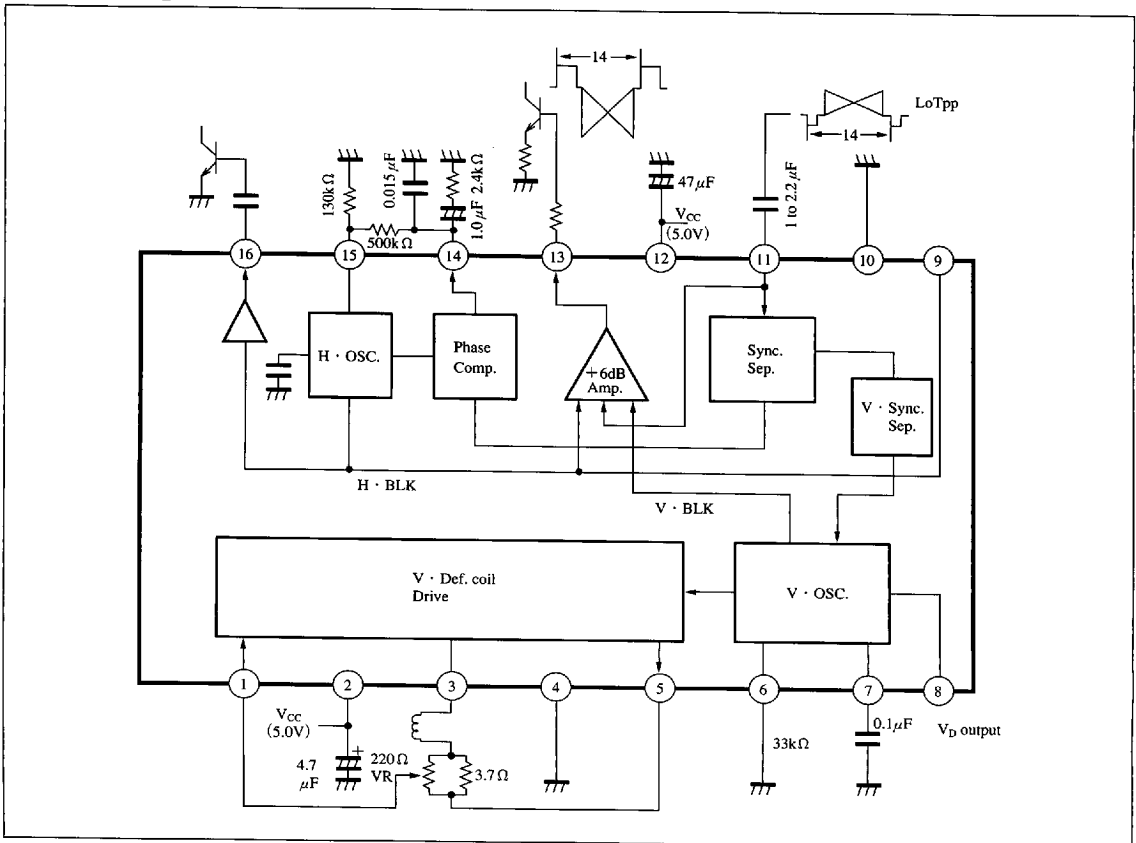 14
LoTpp
14
130kΩ
0.015 μF
2.4kΩ
1.0 μF
500kΩ
47μF
VCC
(5.0V)
1 to 2.2 μF
16
15
14
13
12
11
10
9
H · OSC.
Phase
Comp.
+6dB
Amp.
Sync.
Sep.
V · Sync.
Sep.
H · BLK
V · BLK
V · Def. coil
Drive
V · OSC.
1
2
3
4
5
6
7
8
VCC
(5.0V)
+
4.7
μF
220Ω
VR
3.7Ω
33kΩ
0.1μF
VD output